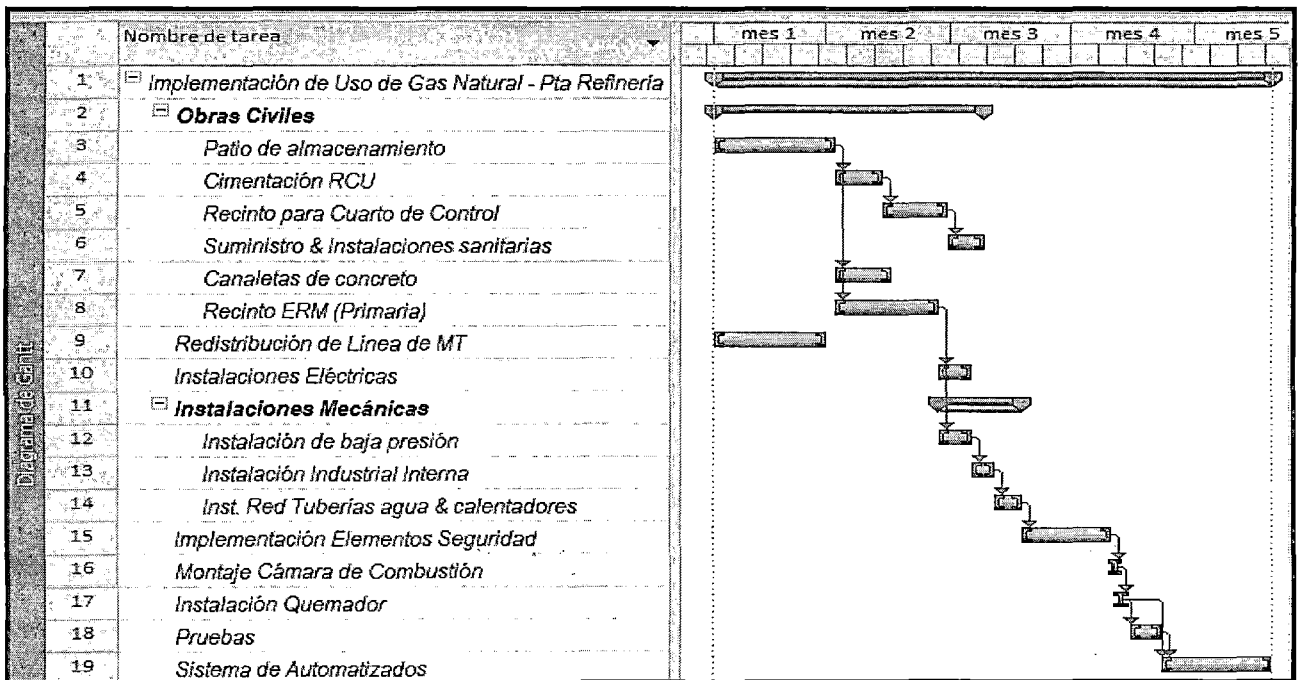 Nombre de tarea
mes 1 mes 2 mes 3 mes 4 mes 5
1 Implementación de Uso de Gas Natural - Pta Refinería
2 Obras Civiles
3 Patio de almacenamiento
4 Cimentación RCU
5 Recinto para Cuarto de Control
6 Suministro & Instalaciones sanitarias
7 Canaletas de concreto
8 Recinto ERM (Primaria)
9 Redistribución de Línea de MT
10 Instalaciones Eléctricas
11 Instalaciones Mecánicas
12 Instalación de baja presión
13 Instalación Industrial Interna
14 Inst. Red Tuberías agua & calentadores
15 Implementación Elementos Seguridad
16 Montaje Cámara de Combustión
17 Instalación Quemador
18 Pruebas
19 Sistema de Automatizados
Diagrama de Gantt